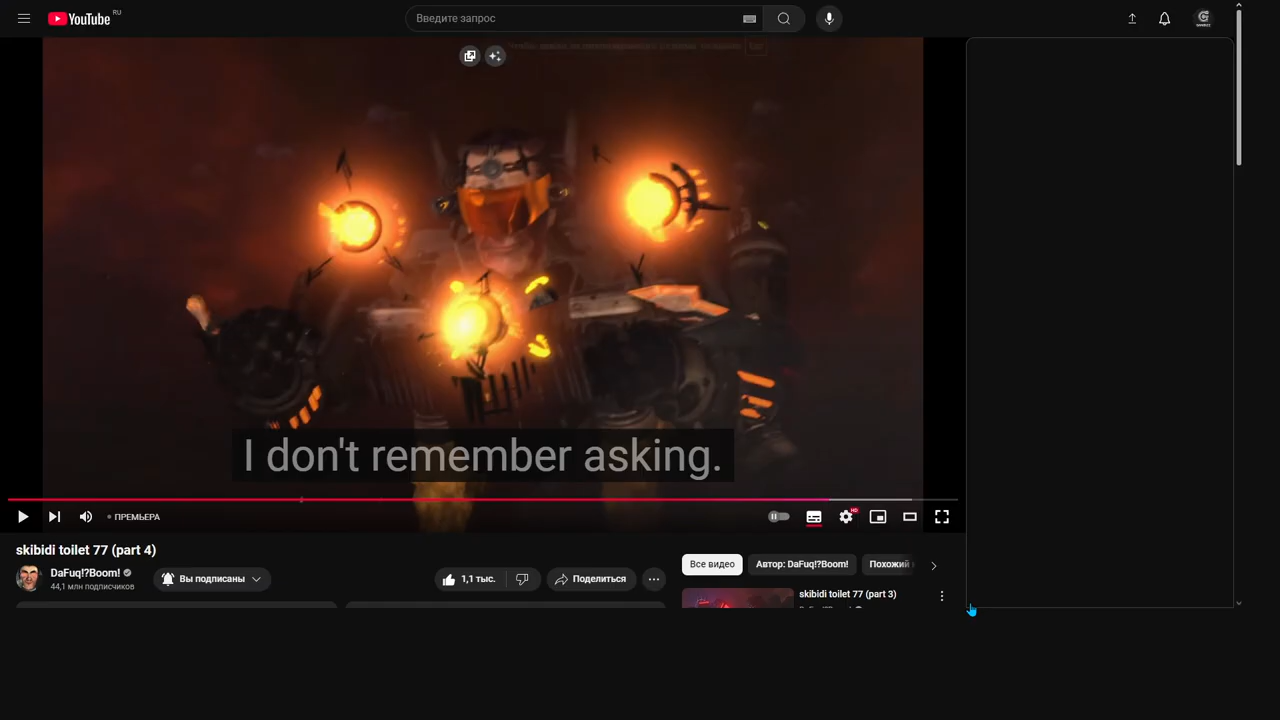 YouTube RU
Введите запрос
I don't remember asking.
ПРЕМЬЕРА
skibidi toilet 77 (part 4)
DaFuq!?Boom!
44,1 млн подписчиков
Вы подписаны
1,1 тыс.
Поделиться
Все видео
Автор: DaFuq!?Boom!
Похожий
skibidi toilet 77 (part 3)